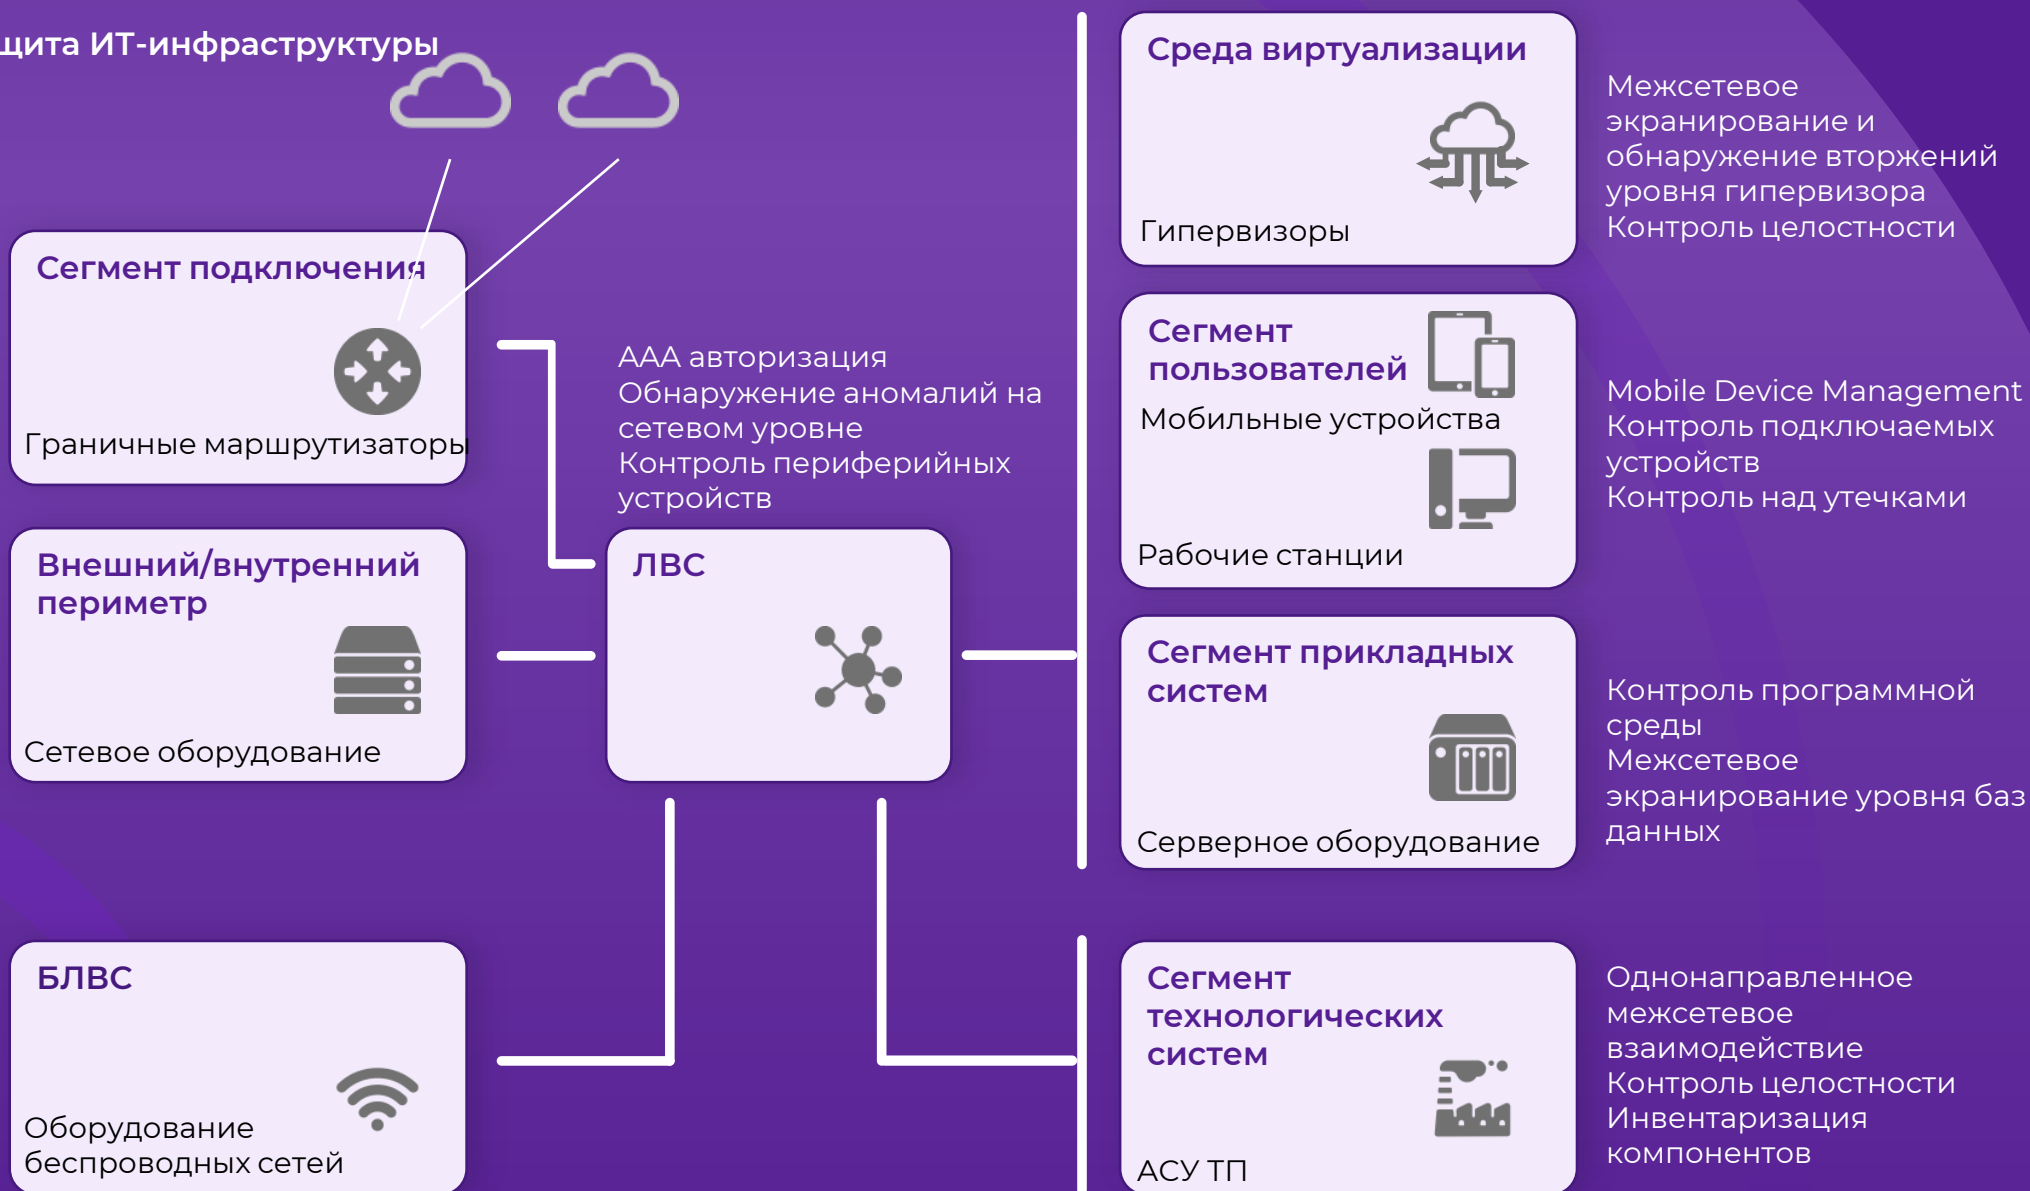 щита ИТ-инфраструктуры
Сегмент подключения
Граничные маршрутизаторы
Внешний/внутренний
периметр
Сетевое оборудование
БЛВС
Оборудование
беспроводных сетей
ААА авторизация
Обнаружение аномалий на
сетевом уровне
Контроль периферийных
устройств
ЛВС
Среда виртуализации
Гипервизоры
Межсетевое
экранирование и
обнаружение вторжений
уровня гипервизора
Контроль целостности
Сегмент
пользователей
Мобильные устройства
Рабочие станции
Mobile Device Management
Контроль подключаемых
устройств
Контроль над утечками
Сегмент прикладных
систем
Серверное оборудование
Контроль программной
среды
Межсетевое
экранирование уровня баз
данных
Сегмент
технологических
систем
АСУ ТП
Однонаправленное
межсетевое
взаимодействие
Контроль целостности
Инвентаризация
компонентов